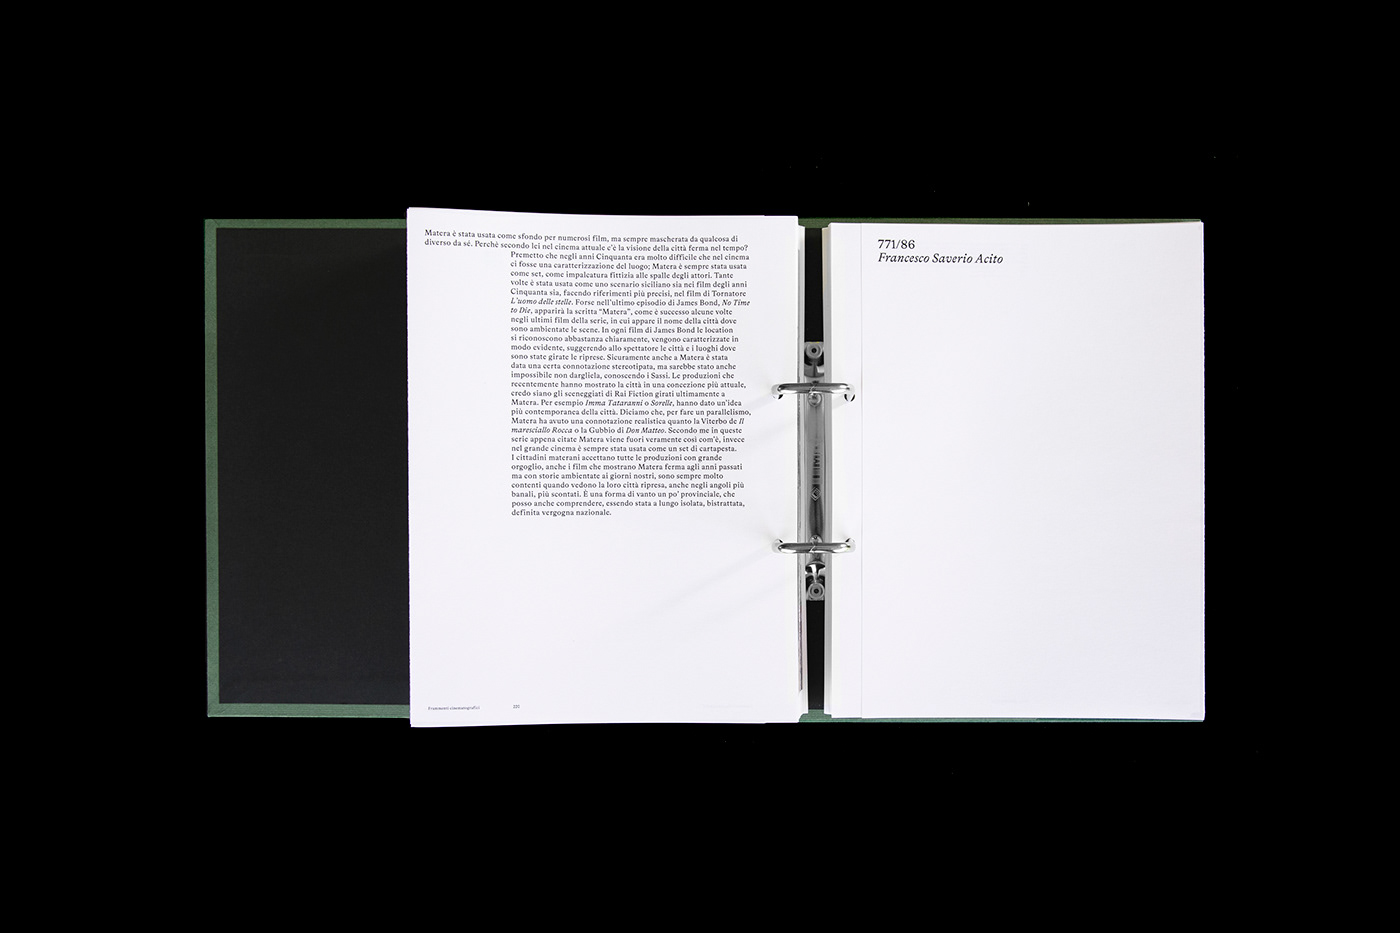 Matera è stata usata come sfondo per numerosi film, ma sempre mascherata da qualcosa di
diverso da sé. Perchè secondo lei nel cinema attuale c'è la visione della città ferma nel tempo?
Premetto che negli anni Cinquanta era molto difficile che nel cinema
ci fosse una caratterizzazione del luogo; Matera è sempre stata usata
come set, come impalcatura fittizia alle spalle degli attori. Tante
volte è stata usata come uno scenario siciliano sia nei film degli anni
Cinquanta sia, facendo riferimenti più precisi, nel film di Tornatore
L'uomo delle stelle. Forse nell'ultimo episodio di James Bond, No Time
to Die, apparirà la scritta “Matera”, come è successo alcune volte
negli ultimi film della serie, in cui appare il nome della città dove
sono ambientate le scene. In ogni film di James Bond le location
si riconoscono abbastanza chiaramente, vengono caratterizzate in
modo evidente, suggerendo allo spettatore le città e i luoghi dove
sono state girate le riprese. Sicuramente anche a Matera è stata
data una certa connotazione stereotipata, ma sarebbe stato anche
impossibile non dargliela, conoscendo i Sassi. Le produzioni che
recentemente hanno mostrato la città in una concezione più attuale,
credo siano gli sceneggiati di Rai Fiction girati ultimamente a
Matera. Per esempio Imma Tataranni o Sorelle, hanno dato un'idea
più contemporanea della città. Diciamo che, per fare un parallelismo,
Matera ha avuto una connotazione realistica quanto la Viterbo de Il
maresciallo Rocca o la Gubbio di Don Matteo. Secondo me in queste
serie appena citate Matera viene fuori veramente così com'è, invece
nel grande cinema è sempre stata usata come un set di cartapesta.
I cittadini materani accettano tutte le produzioni con grande
orgoglio, anche i film che mostrano Matera ferma agli anni passati
ma con storie ambientate ai giorni nostri, sono sempre molto
contenti quando vedono la loro città ripresa, anche negli angoli più
banali, più scontati. È una forma di vanto un po' provinciale, che
posso anche comprendere, essendo stata a lungo isolata, bistrattata,
definita vergogna nazionale.
Frammenti cinematografici
771/86
Francesco Saverio Acito